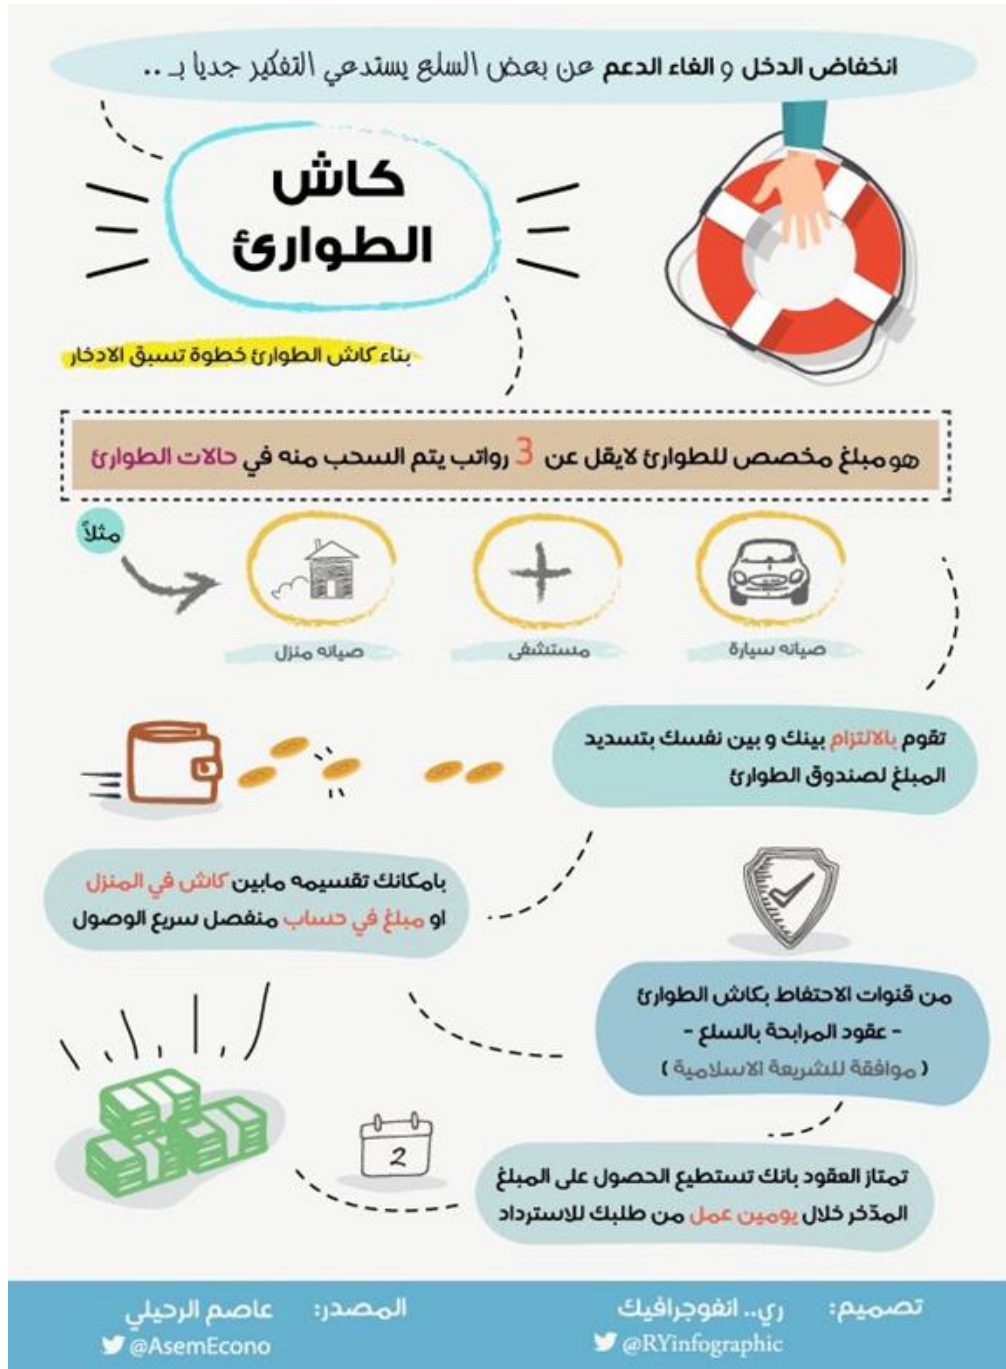 انخفاض الدخل و الغاء الدعم عن بعض السلع يستدعي التفكير جديا بـ ..
كاش
الطوارئ
بناء كاش الطوارئ خطوة تسبق الادخار
هو مبلغ مخصص للطوارئ لايقل عن 3 رواتب يتم السحب منه في حالات الطوارئ
مثلاً
صيانه سيارة
مستشفى
صيانه منزل
تقوم بالالتزام بينك و بين نفسك بتسديد
المبلغ لصندوق الطوارئ
بامكانك تقسيمه مابين كاش في المنزل
او مبلغ في حساب منفصل سريع الوصول
من قنوات الاحتفاط بكاش الطوارئ
- عقود المرابحة بالسلع -
( موافقة للشريعة الاسلامية )
2
تمتاز العقود بانك تستطيع الحصول على المبلغ
المدّخر خلال يومين عمل من طلبك للاسترداد
تصميم: ري.. انفوجرافيك
@RYinfographic
المصدر: عاصم الرحيلي
@AsemEcono